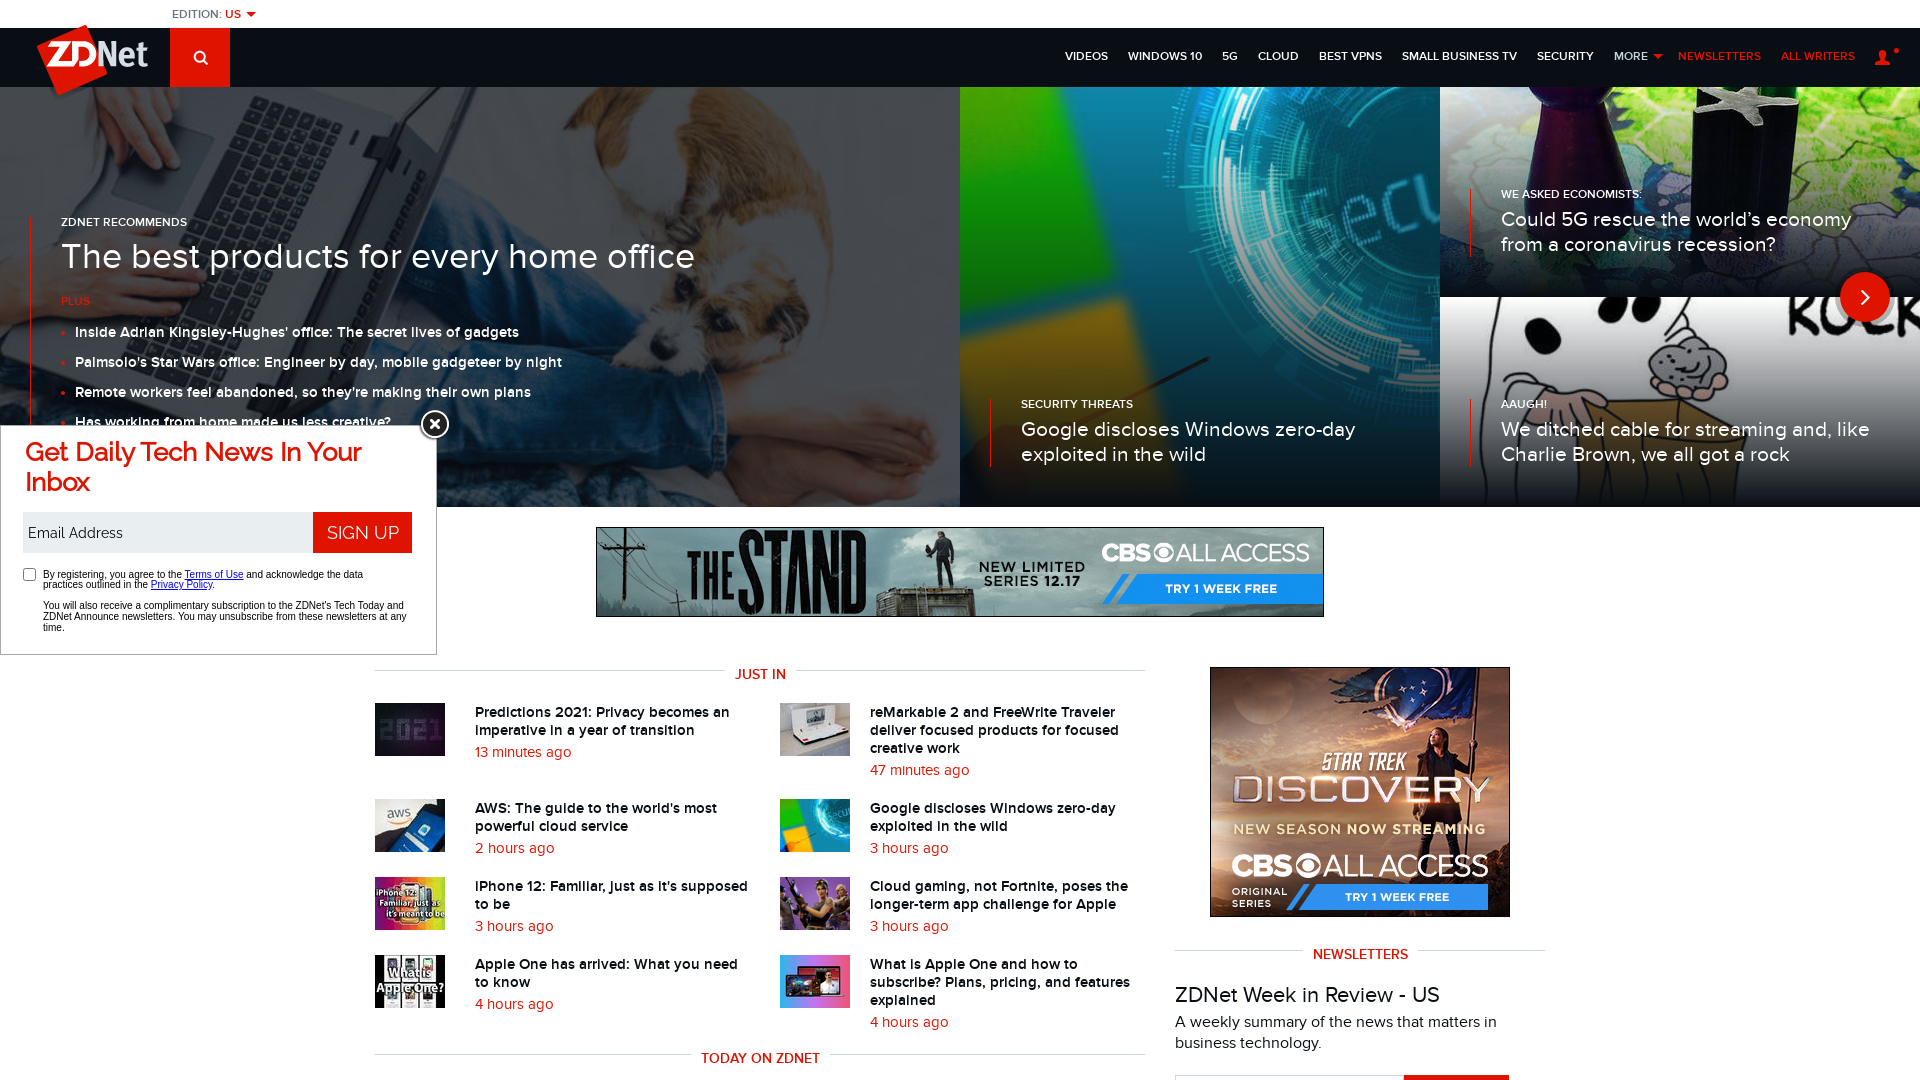 EDITION: US
ZDNet
VIDEOS WINDOWS 10 5G CLOUD BEST VPNS SMALL BUSINESS TV SECURITY MORE NEWSLETTERS ALL WRITERS
ZDNET RECOMMENDS
The best products for every home office
PLUS
Inside Adrian Kingsley-Hughes' office: The secret lives of gadgets
Palmsolo's Star Wars office: Engineer by day, mobile gadgeteer by night
Remote workers feel abandoned, so they're making their own plans
Has working from home made us less creative?
SECURITY THREATS
Google discloses Windows zero-day
exploited in the wild
WE ASKED ECONOMISTS:
Could 5G rescue the world’s economy
from a coronavirus recession?
ROCK
AAUGH!
We ditched cable for streaming and, like
Charlie Brown, we all got a rock
Get Daily Tech News In Your
Inbox
Email Address
SIGN UP
By registering, you agree to the Terms of Use and acknowledge the data
practices outlined in the Privacy Policy.
You will also receive a complimentary subscription to the ZDNet's Tech Today and
ZDNet Announce newsletters. You may unsubscribe from these newsletters at any
time.
THE STAND
NEW LIMITED
SERIES 12.17
CBS ALL ACCESS
TRY 1 WEEK FREE
JUST IN
2021
Predictions 2021: Privacy becomes an
imperative in a year of transition
13 minutes ago
reMarkable 2 and FreeWrite Traveler
deliver focused products for focused
creative work
47 minutes ago
aws
AWS: The guide to the world's most
powerful cloud service
2 hours ago
Google discloses Windows zero-day
exploited in the wild
3 hours ago
iPhone 12:
Familiar, just as
it's meant to be
iPhone 12: Familiar, just as it's supposed
to be
3 hours ago
Cloud gaming, not Fortnite, poses the
longer-term app challenge for Apple
3 hours ago
What is
Apple One?
Apple One has arrived: What you need
to know
4 hours ago
What is Apple One and how to
subscribe? Plans, pricing, and features
explained
4 hours ago
TODAY ON ZDNET
STAR TREK
DISCOVERY
NEW SEASON NOW STREAMING
CBS ALL ACCESS
ORIGINAL
SERIES
TRY 1 WEEK FREE
NEWSLETTERS
ZDNet Week in Review - US
A weekly summary of the news that matters in
business technology.